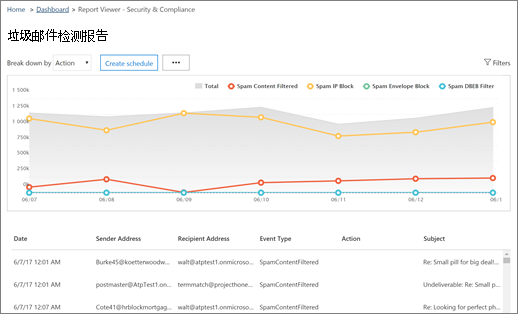 Home > Dashboard > Report Viewer - Security & Compliance
垃圾邮件检测报告
Break down by Action Create schedule ••• Filters
Total Spam Content Filtered Spam IP Block Spam Envelope Block Spam DBEB Filter
1 500k
1 250k
1 000k
750k
500k
250k
0k
06/07 06/08 06/09 06/10 06/11 06/12 06/1
Date Sender Address Recipient Address Event Type Action Subject
6/7/17 12:01 AM Burke45@koettenwoodw... walt@atptest1.onmicroso... SpamContentFiltered Re: Small pill for big deal!...
6/7/17 12:01 AM postmaster@AtpTest1.on... termmatch@projecthone... SpamContentFiltered Undeliverable: Re: Small p...
6/7/17 12:07 AM Cote41@hrblockmortgag... walt@atptest1.onmicroso... SpamContentFiltered Re: Looking for perfect ph...